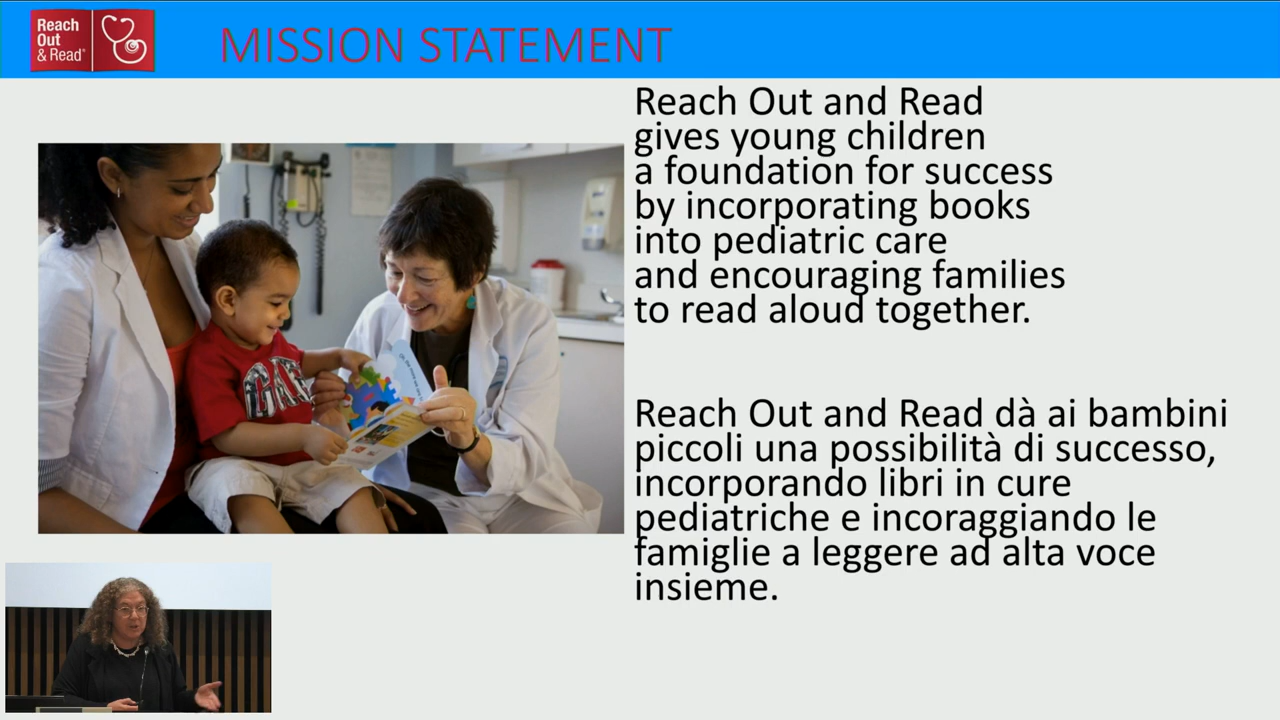 Reach
Out
& Read®
MISSION STATEMENT
Reach Out and Read
gives young children
a foundation for success
by incorporating books
into pediatric care
and encouraging families
to read aloud together.
GAP
Reach Out and Read dà ai bambini
piccoli una possibilità di successo,
incorporando libri in cure
pediatriche e incoraggiando le
famiglie a leggere ad alta voce
insieme.